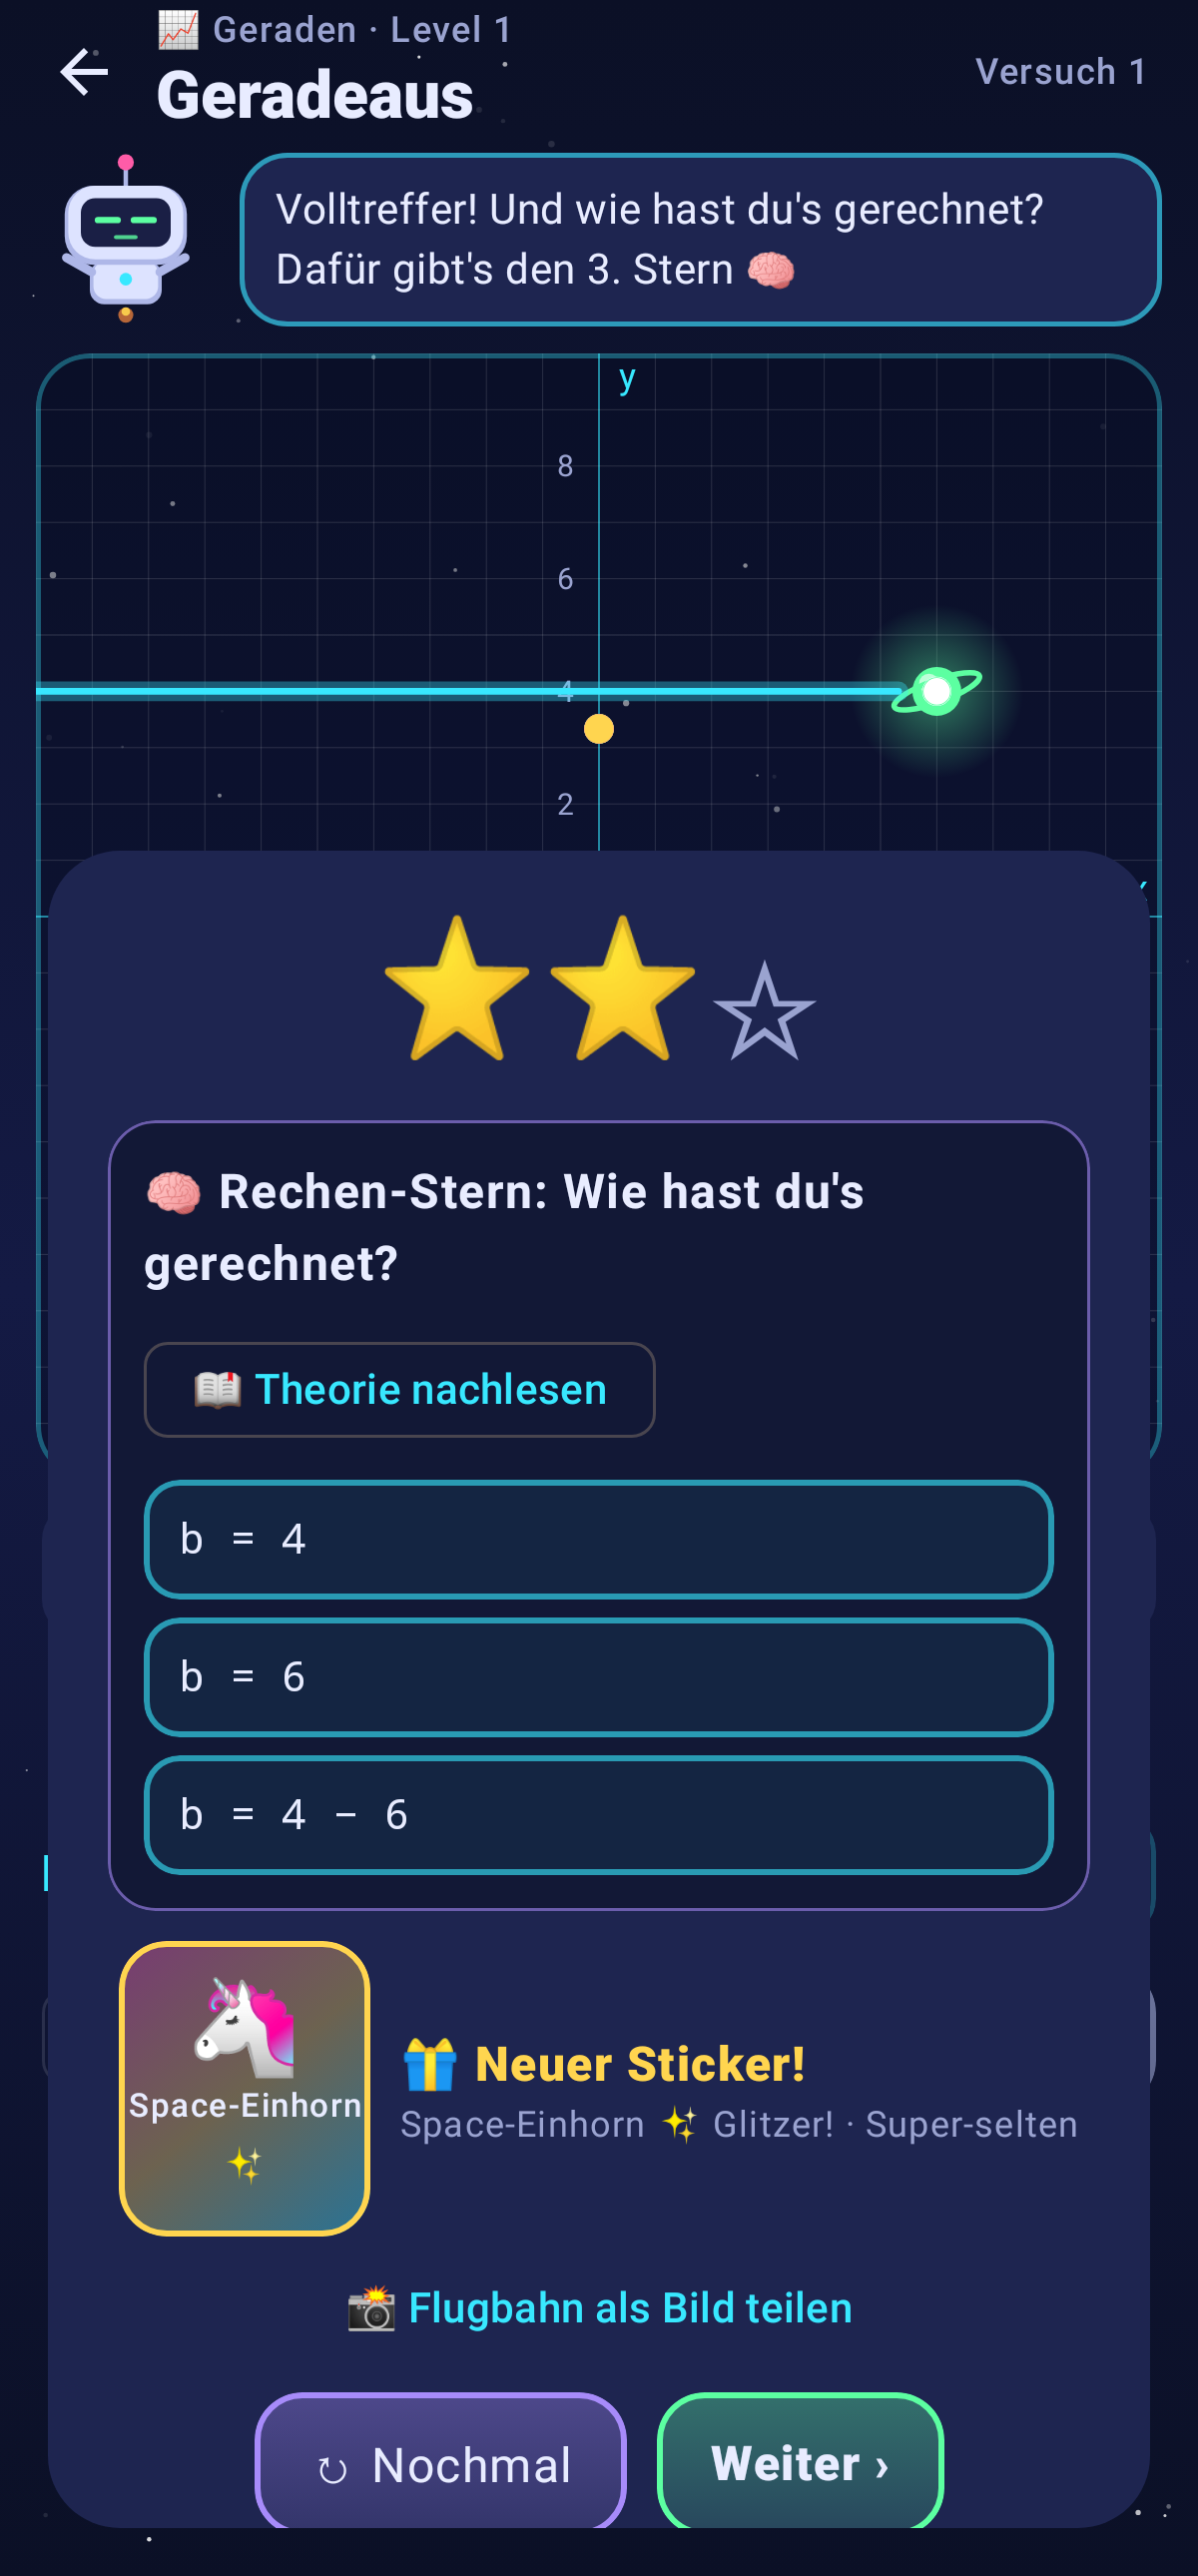 📈 Geraden · Level 1
Geradeaus
Versuch 1
Volltreffer! Und wie hast du's gerechnet?
Dafür gibt's den 3. Stern 🧠
y
8
6
4
2
🧠 Rechen-Stern: Wie hast du's
gerechnet?
📖 Theorie nachlesen
b = 4
b = 6
b = 4 − 6
Space-Einhorn
✨
🎁 Neuer Sticker!
Space-Einhorn ✨ Glitzer! · Super-selten
📸 Flugbahn als Bild teilen
↻ Nochmal
Weiter ›